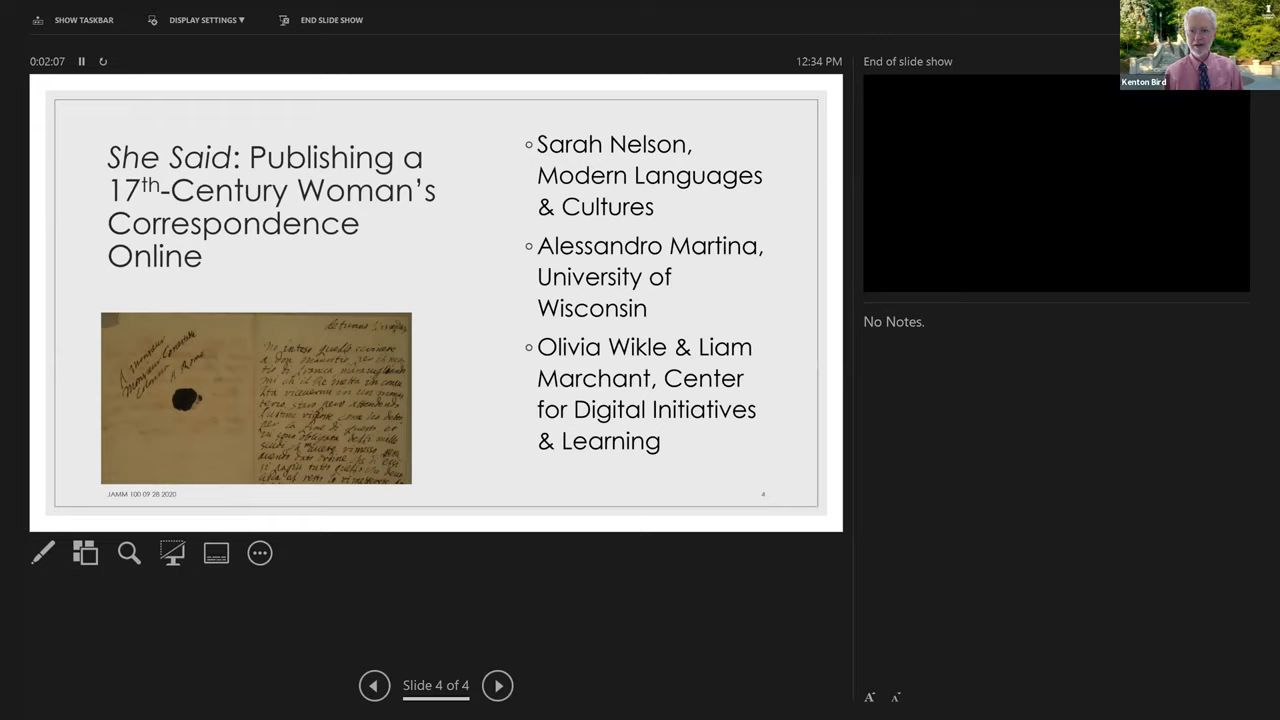 SHOW TASKBAR
DISPLAY SETTINGS ▼
END SLIDE SHOW
0:02:07
12:34 PM
End of slide show
Kenton Bird
She Said: Publishing a
17th-Century Woman's
Correspondence
Online
Sarah Nelson,
Modern Languages
& Cultures
Alessandro Martina,
University of
Wisconsin
Olivia Wikle & Liam
Marchant, Center
for Digital Initiatives
& Learning
A Rome
JAMM 100 09 28 2020
4
No Notes.
Slide 4 of 4